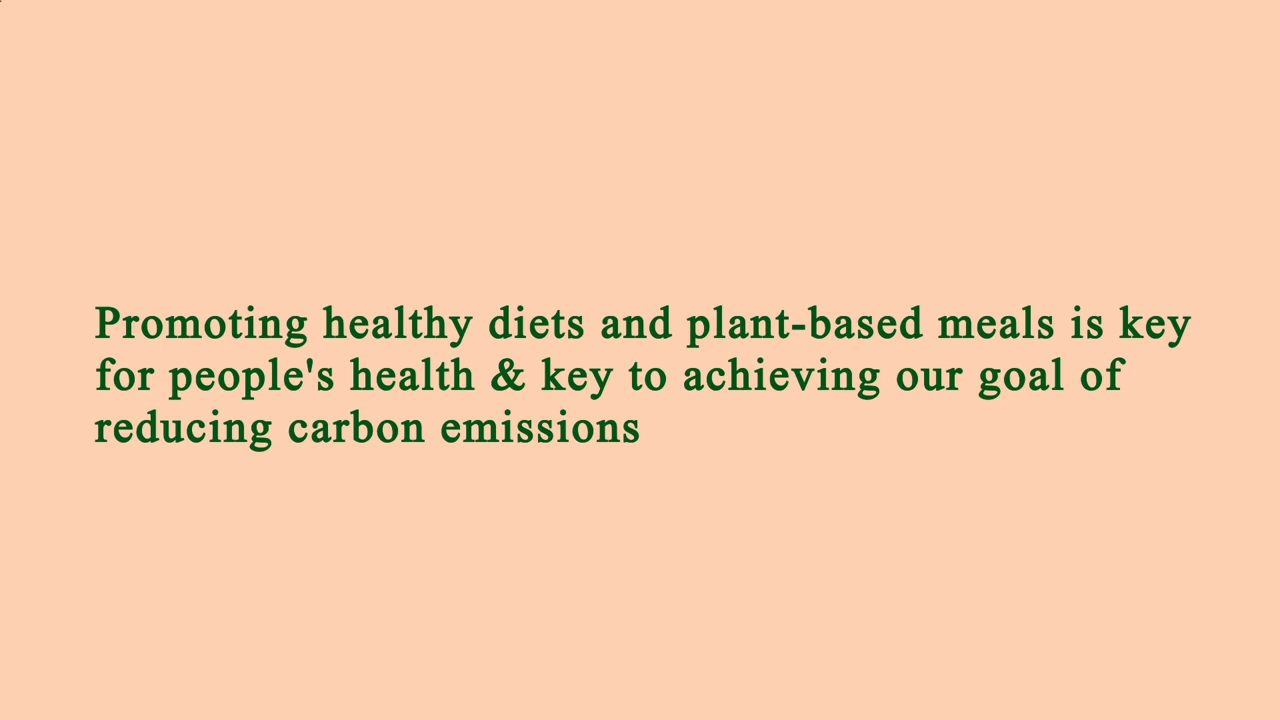 Promoting healthy diets and plant-based meals is key
for people's health & key to achieving our goal of
reducing carbon emissions